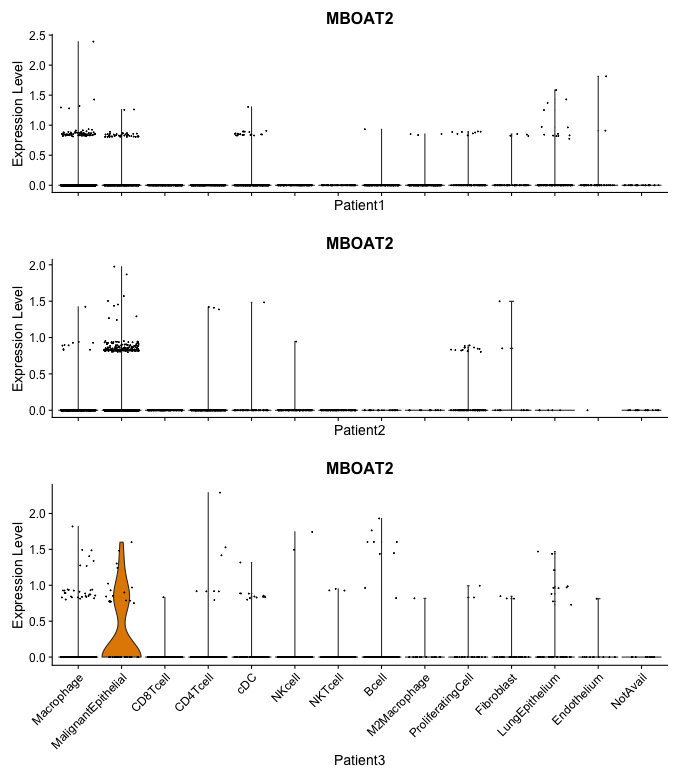 MBOAT2
Expression Level
2.5
2.0
1.5
1.0
0.5
0.0
Patient1
MBOAT2
Expression Level
2.0
1.5
1.0
0.5
0.0
Patient2
MBOAT2
Expression Level
2.0
1.5
1.0
0.5
0.0
Macrophage
MalignantEpithelial
CD8Tcell
CD4Tcell
cDC
NKcell
NKTcell
Bcell
M2Macrophage
ProliferatingCell
Fibroblast
LungEpithelium
Endothelium
NotAvail
Patient3